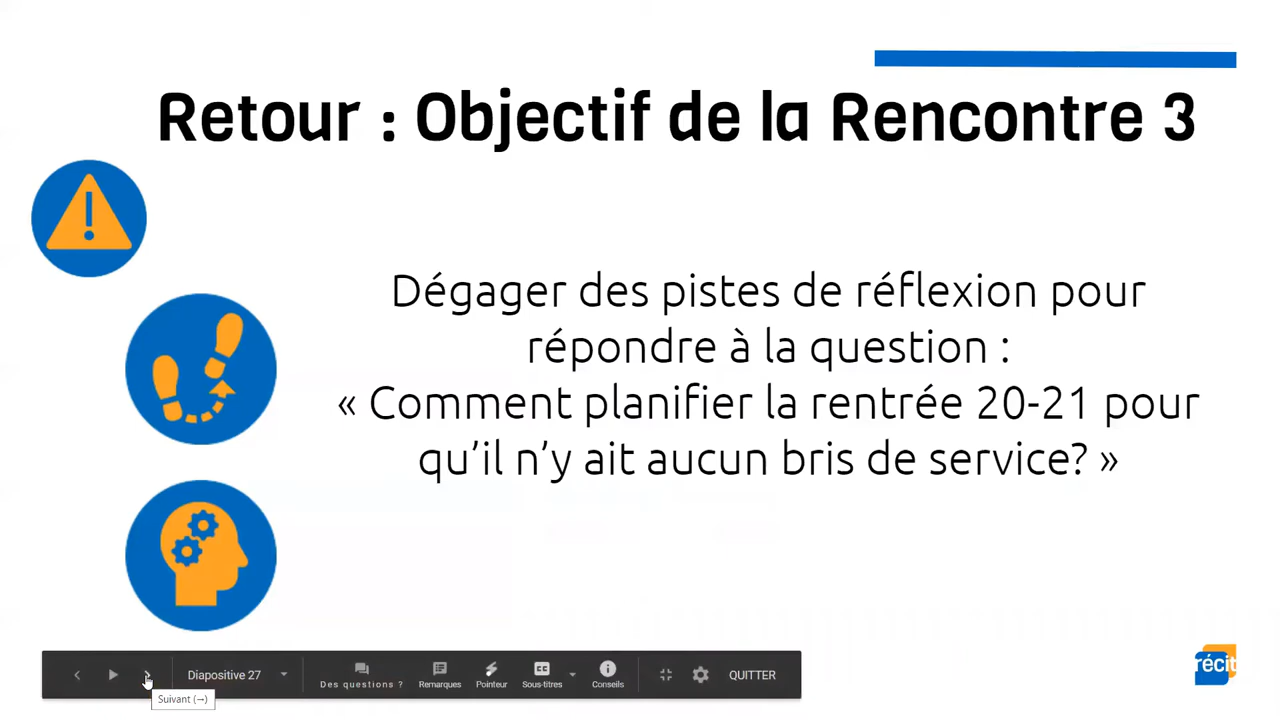 Retour : Objectif de la Rencontre 3
Dégager des pistes de réflexion pour
répondre à la question :
« Comment planifier la rentrée 20-21 pour
qu’il n’y ait aucun bris de service? »
Diapositive 27
Des questions ?
Remarques
Pointeur
CC
Sous-titres
Conseils
QUITTER
Suivant (→)
récit